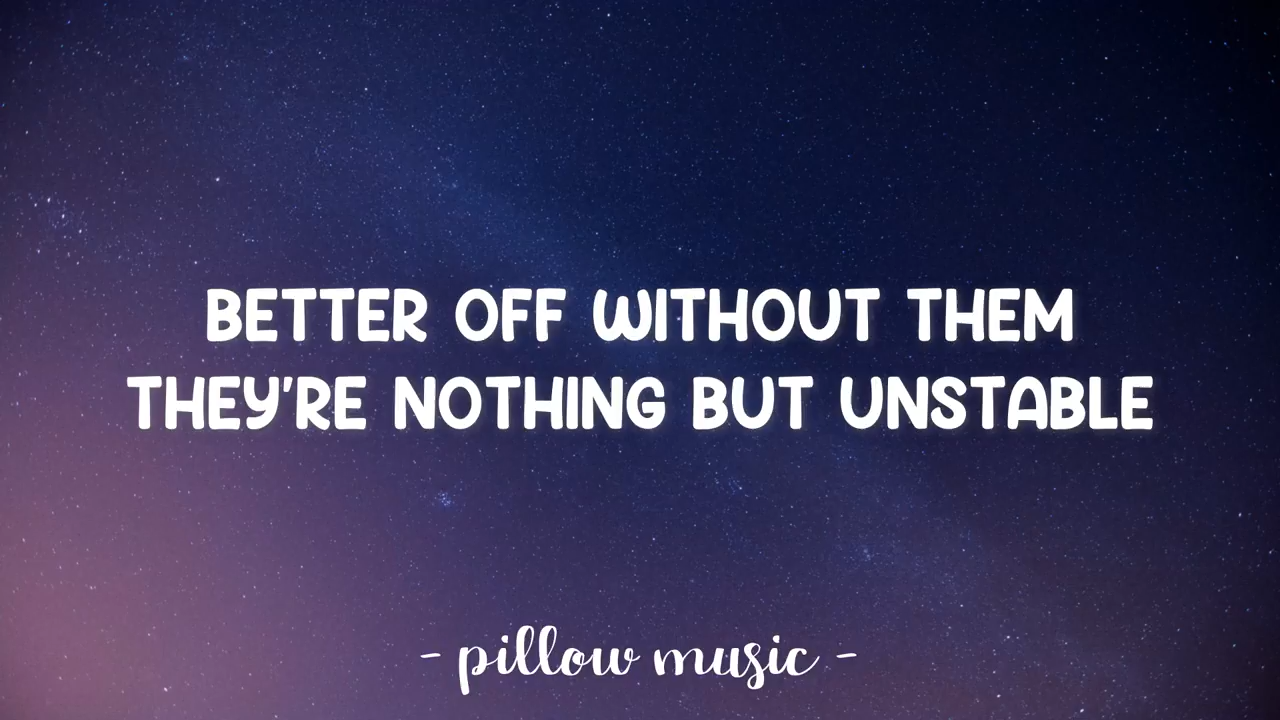 BETTER OFF WITHOUT THEM
THEY'RE NOTHING BUT UNSTABLE
- pillow music -